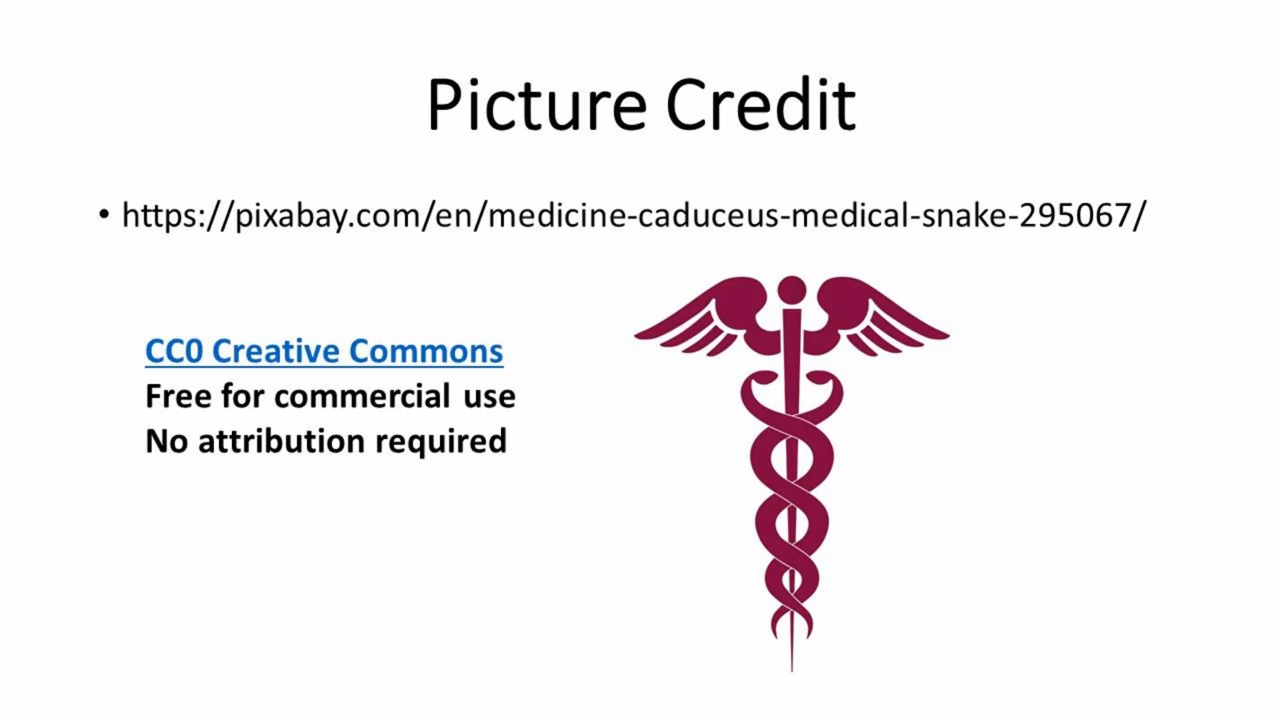 Picture Credit
• https://pixabay.com/en/medicine-caduceus-medical-snake-295067/
CC0 Creative Commons
Free for commercial use
No attribution required